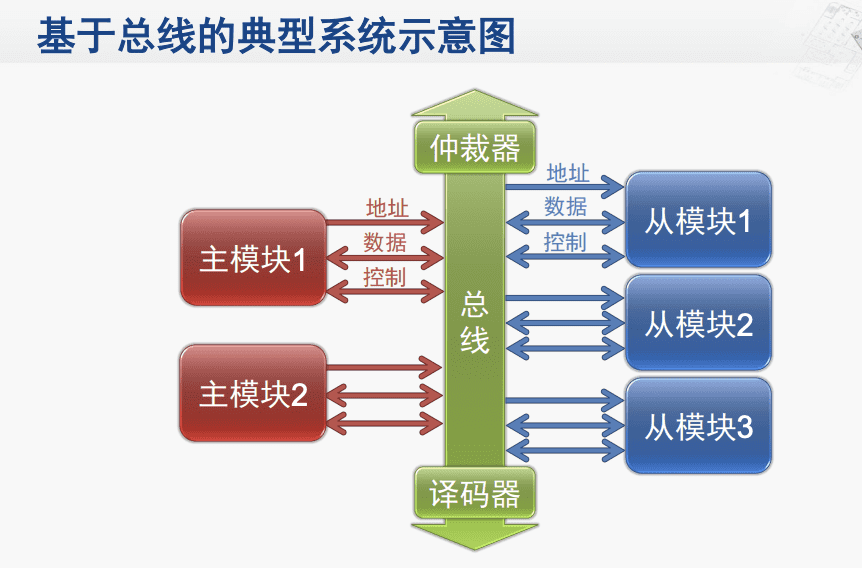 基于总线的典型系统示意图
仲裁器
地址
数据
控制
主模块1
主模块2
总
线
地址
数据
控制
从模块1
从模块2
从模块3
译码器